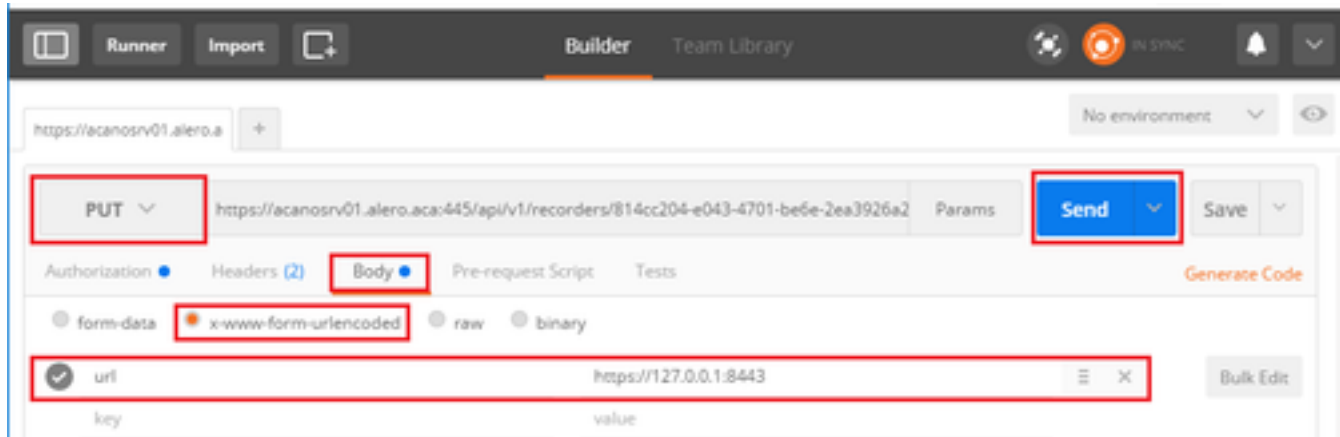 Runner Import Builder Team Library IN SYNC
https://acanosrv01.alero.a + No environment
PUT https://acanosrv01.alero.aca:445/api/v1/recorders/814cc204-e043-4701-be6e-2ea3926a2 Params Send Save
Authorization Headers (2) Body Pre-request Script Tests Generate Code
form-data x-www-form-urlencoded raw binary
url https://127.0.0.1:8443 Bulk Edit
key value